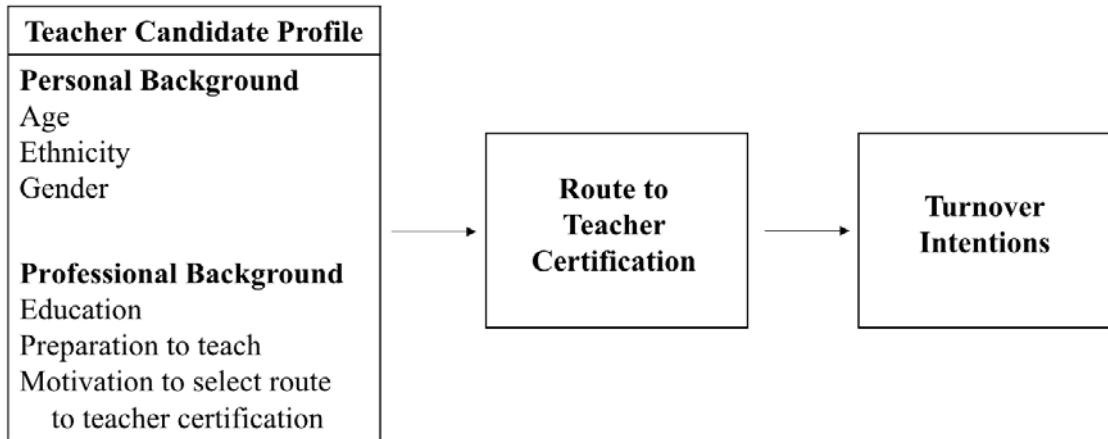 Teacher Candidate Profile
Personal Background
Age
Ethnicity
Gender
Professional Background
Education
Preparation to teach
Motivation to select route
to teacher certification
Route to
Teacher
Certification
Turnover
Intentions